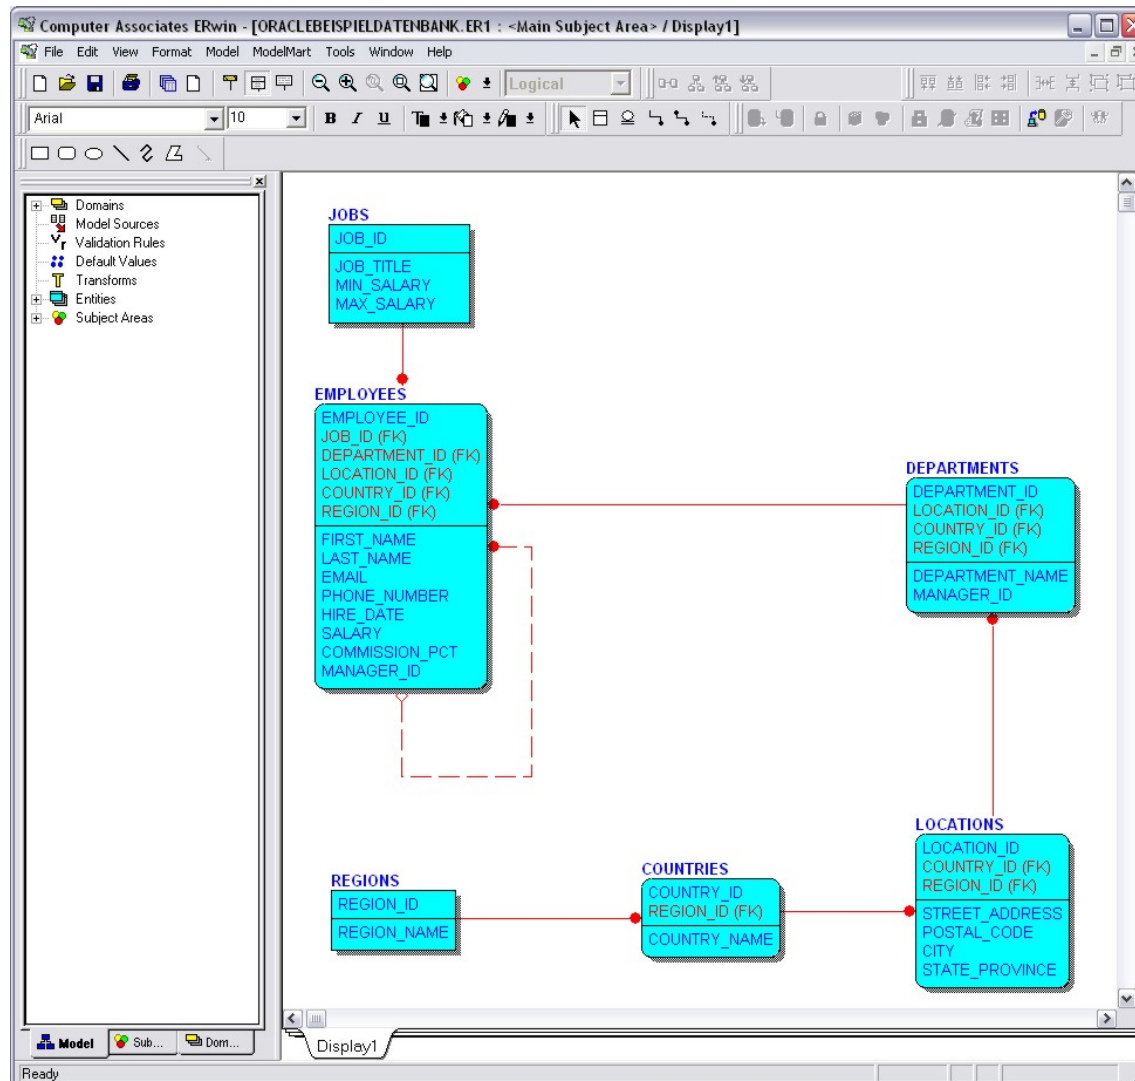 Computer Associates ERwin - [ORACLEBEISPIELDATENBANK.ER1 : <Main Subject Area> / Display1]
File Edit View Format Model ModelMart Tools Window Help
Logical
Arial 10 B I U
Domains
Model Sources
Validation Rules
Default Values
Transforms
Entities
Subject Areas
JOBS
JOB_ID
JOB_TITLE
MIN_SALARY
MAX_SALARY
EMPLOYEES
EMPLOYEE_ID
JOB_ID (FK)
DEPARTMENT_ID (FK)
LOCATION_ID (FK)
COUNTRY_ID (FK)
REGION_ID (FK)
FIRST_NAME
LAST_NAME
EMAIL
PHONE_NUMBER
HIRE_DATE
SALARY
COMMISSION_PCT
MANAGER_ID
DEPARTMENTS
DEPARTMENT_ID
LOCATION_ID (FK)
COUNTRY_ID (FK)
REGION_ID (FK)
DEPARTMENT_NAME
MANAGER_ID
REGIONS
REGION_ID
REGION_NAME
COUNTRIES
COUNTRY_ID
REGION_ID (FK)
COUNTRY_NAME
LOCATIONS
LOCATION_ID
COUNTRY_ID (FK)
REGION_ID (FK)
STREET_ADDRESS
POSTAL_CODE
CITY
STATE_PROVINCE
Model Sub... Dom...
Display1
Ready